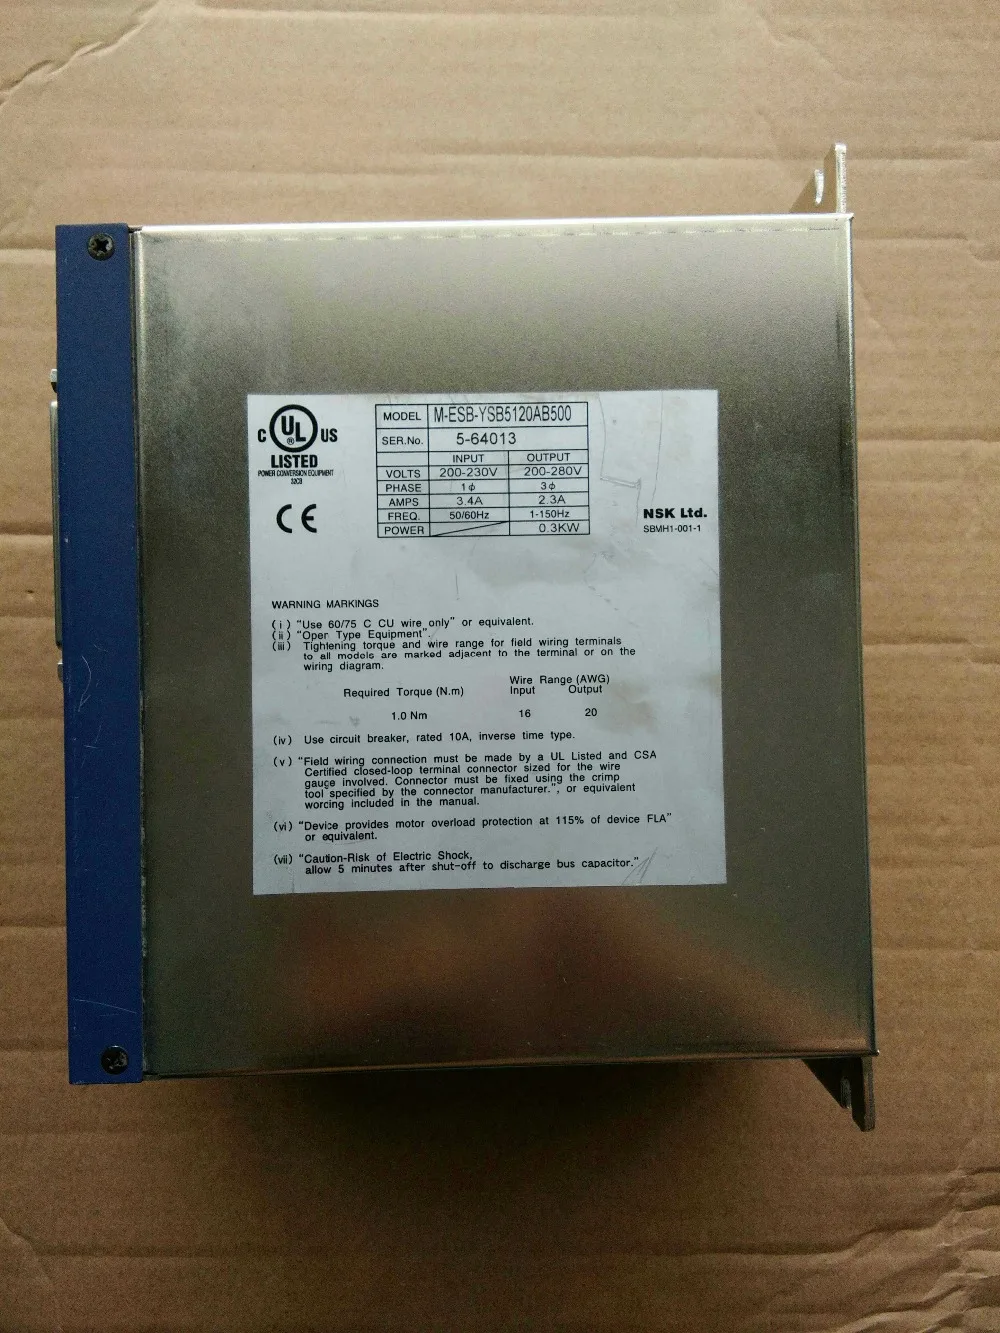 C UL US
®
LISTED
POWER CONVERSION EQUIPMENT
32CB
CE
MODEL M-ESB-YSB5120AB500
SER.No. 5-64013
INPUT OUTPUT
VOLTS 200-230V 200-280V
PHASE 1ϕ 3ϕ
AMPS 3.4A 2.3A
FREQ. 50/60Hz 1-150Hz
POWER 0.3KW
NSK Ltd.
SBMH1-001-1
WARNING MARKINGS
(i) "Use 60/75 C CU wire only" or equivalent.
(ii) "Open Type Equipment".
(iii) Tightening torque and wire range for field wiring terminals
to all models are marked adjacent to the terminal or on the
wiring diagram.
Wire Range (AWG)
Required Torque (N.m) Input Output
1.0 Nm 16 20
(iv) Use circuit breaker, rated 10A, inverse time type.
(v) "Field wiring connection must be made by a UL Listed and CSA
Certified closed-loop terminal connector sized for the wire
gauge involved. Connector must be fixed using the crimp
tool specified by the connector manufacturer.", or equivalent
worcing included in the manual.
(vi) "Device provides motor overload protection at 115% of device FLA"
or equivalent.
(vii) "Caution-Risk of Electric Shock,
allow 5 minutes after shut-off to discharge bus capacitor."